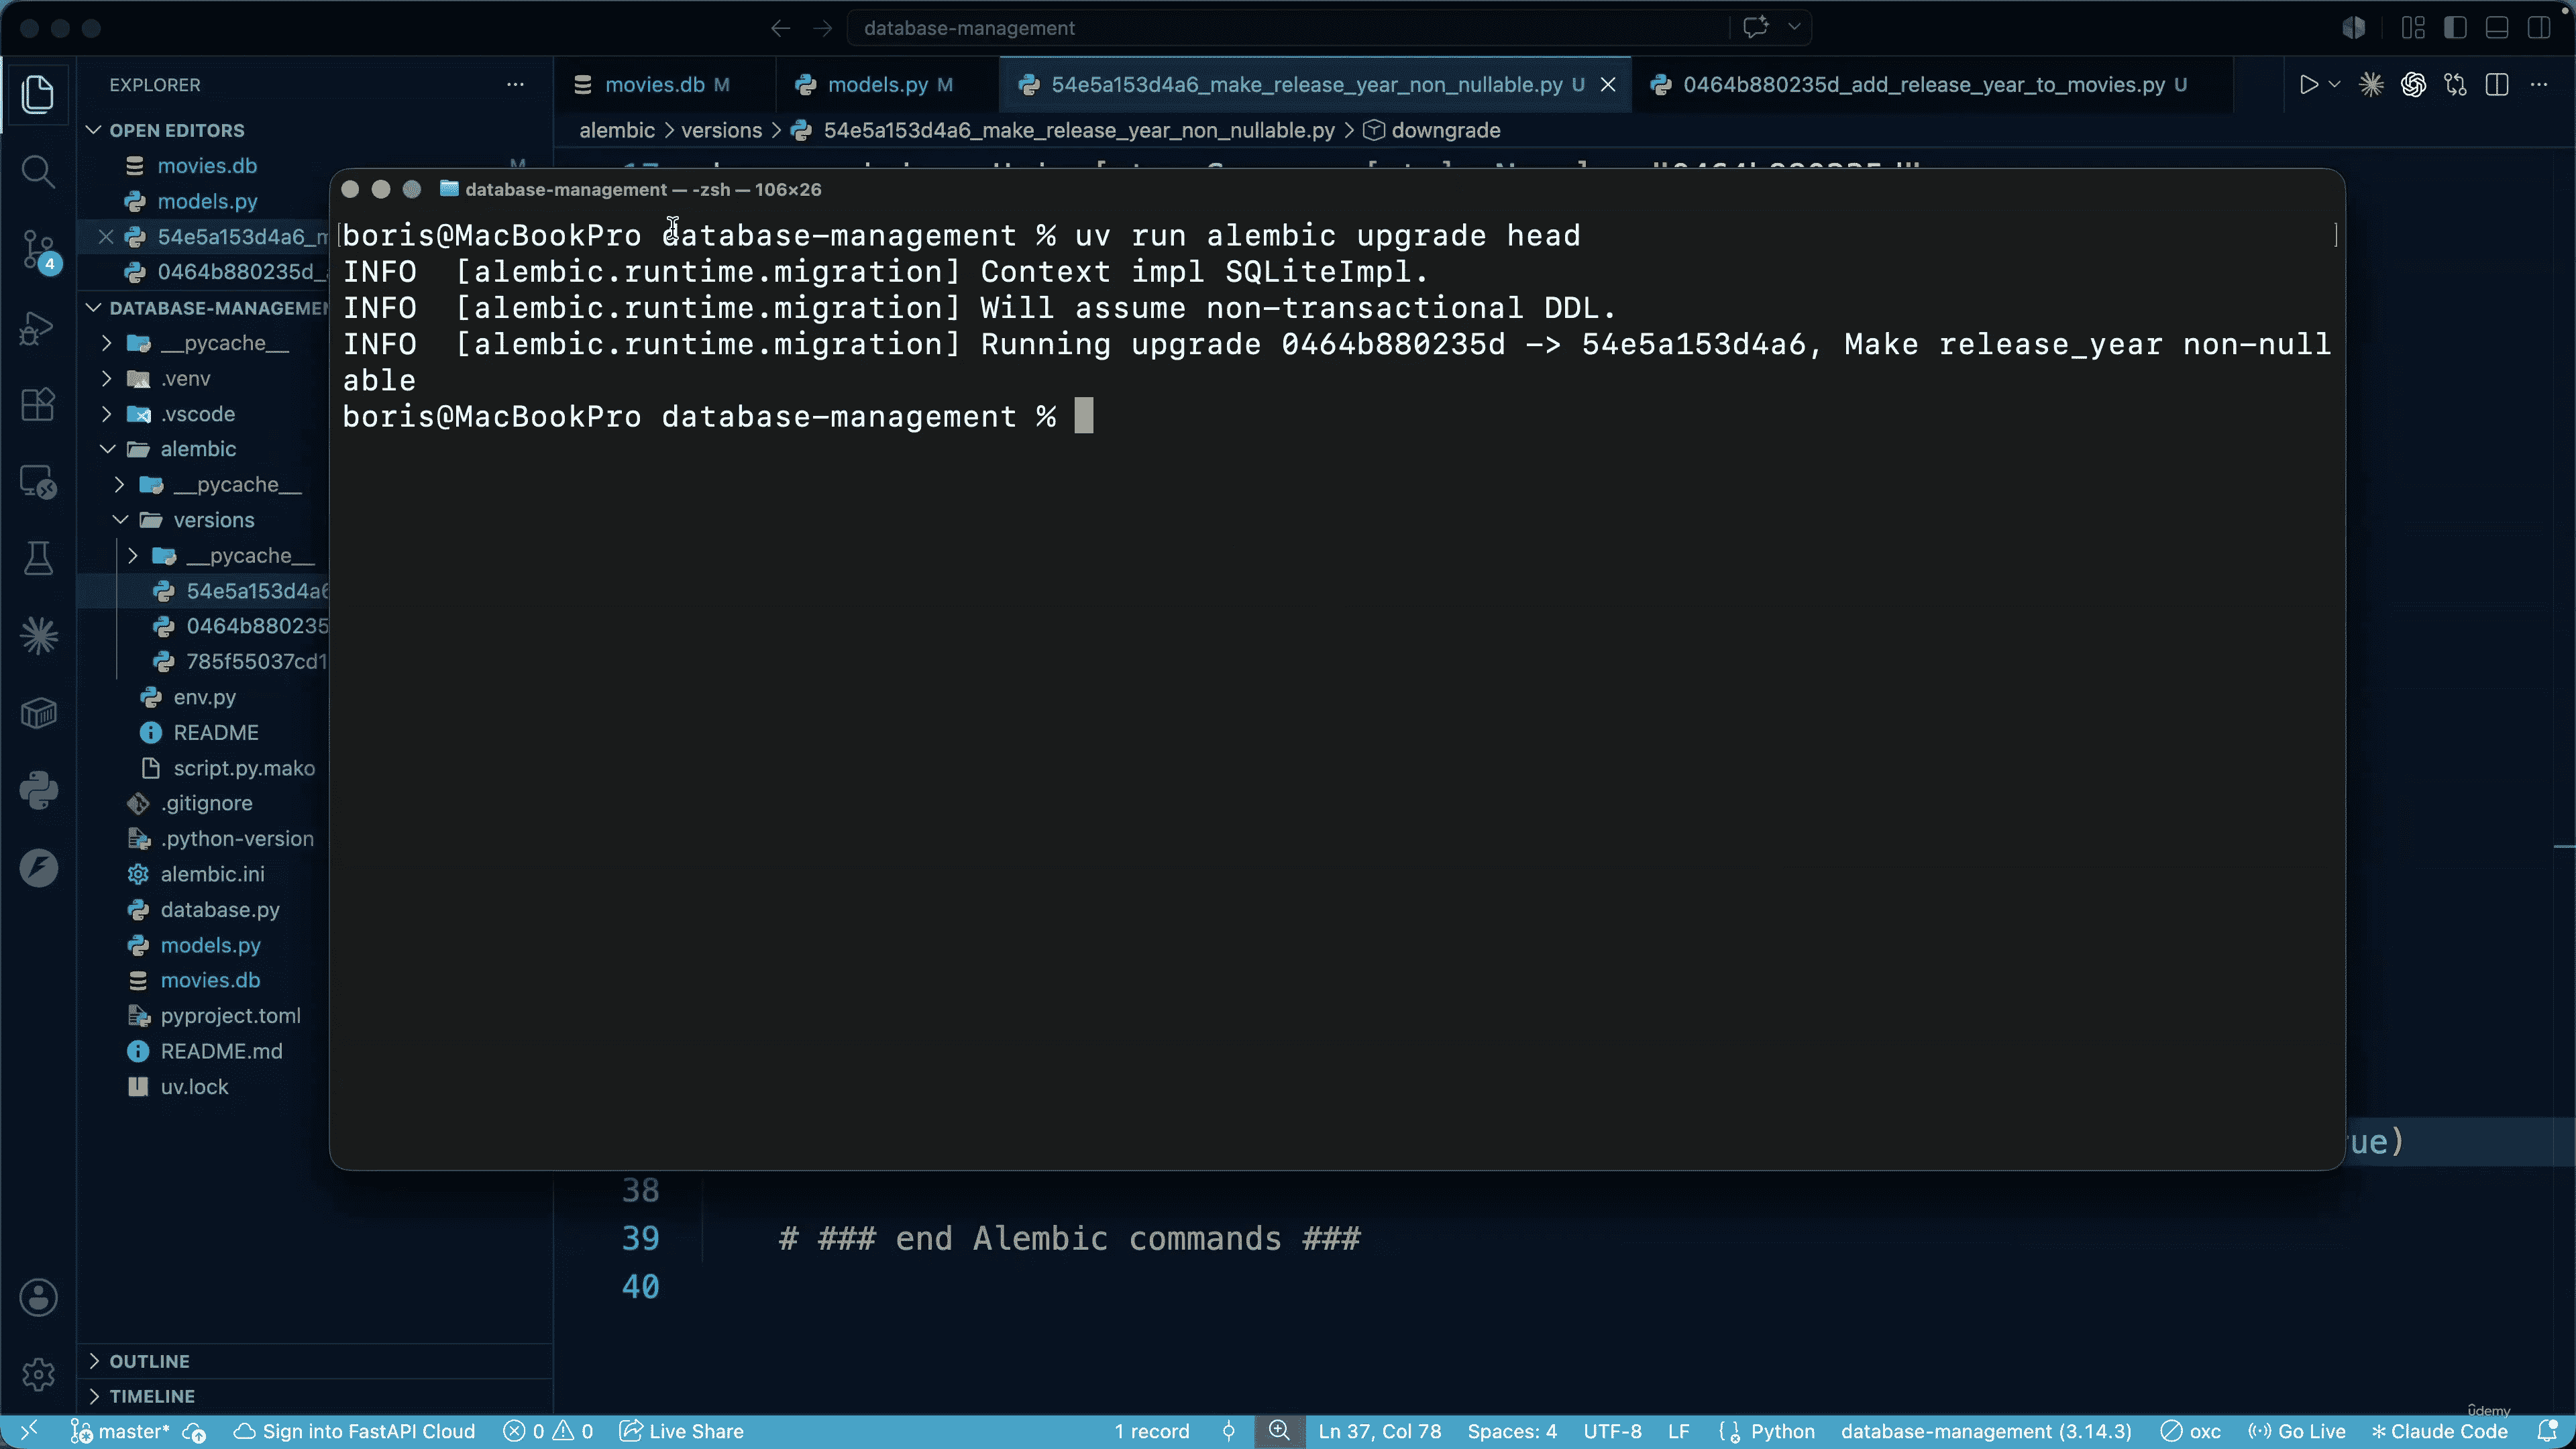 database-management
EXPLORER
movies.db M
models.py M
54e5a153d4a6_make_release_year_non_nullable.py U
0464b880235d_add_release_year_to_movies.py U
alembic > versions > 54e5a153d4a6_make_release_year_non_nullable.py > downgrade
OPEN EDITORS
movies.db M
models.py
54e5a153d4a6_m
0464b880235d_a
DATABASE-MANAGEMEN
__pycache__
.venv
.vscode
alembic
__pycache__
versions
__pycache__
54e5a153d4a6
0464b880235
785f55037cd1
env.py
README
script.py.mako
.gitignore
.python-version
alembic.ini
database.py
models.py
movies.db
pyproject.toml
README.md
uv.lock
OUTLINE
TIMELINE
4
database-management — -zsh — 106×26
boris@MacBookPro database-management % uv run alembic upgrade head
INFO  [alembic.runtime.migration] Context impl SQLiteImpl.
INFO  [alembic.runtime.migration] Will assume non-transactional DDL.
INFO  [alembic.runtime.migration] Running upgrade 0464b880235d -> 54e5a153d4a6, Make release_year non-null
able
boris@MacBookPro database-management %
ue)
38
39 # ### end Alembic commands ###
40
udemy
master* Sign into FastAPI Cloud 0 0 Live Share 1 record Ln 37, Col 78 Spaces: 4 UTF-8 LF Python database-management (3.14.3) oxc Go Live Claude Code